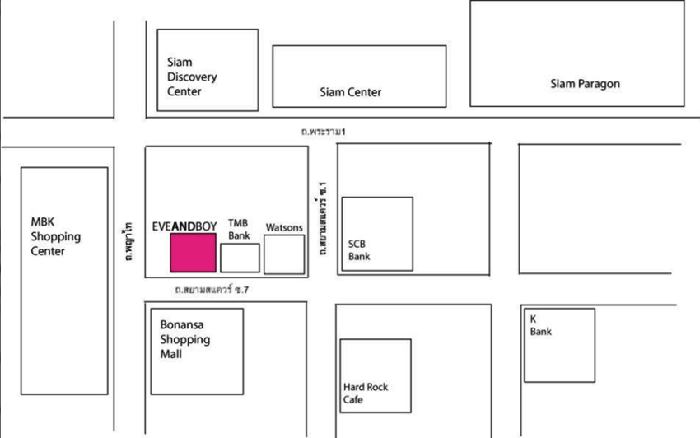 Siam
Discovery
Center
Siam Center
Siam Paragon
ถ.พระราม1
MBK
Shopping
Center
ถ.พญาไท
EVEANDBOY
TMB
Bank
Watsons
ถ.สยามสแควร์ ซ.1
SCB
Bank
ถ.สยามสแควร์ ซ.7
Bonansa
Shopping
Mall
Hard Rock
Cafe
K
Bank